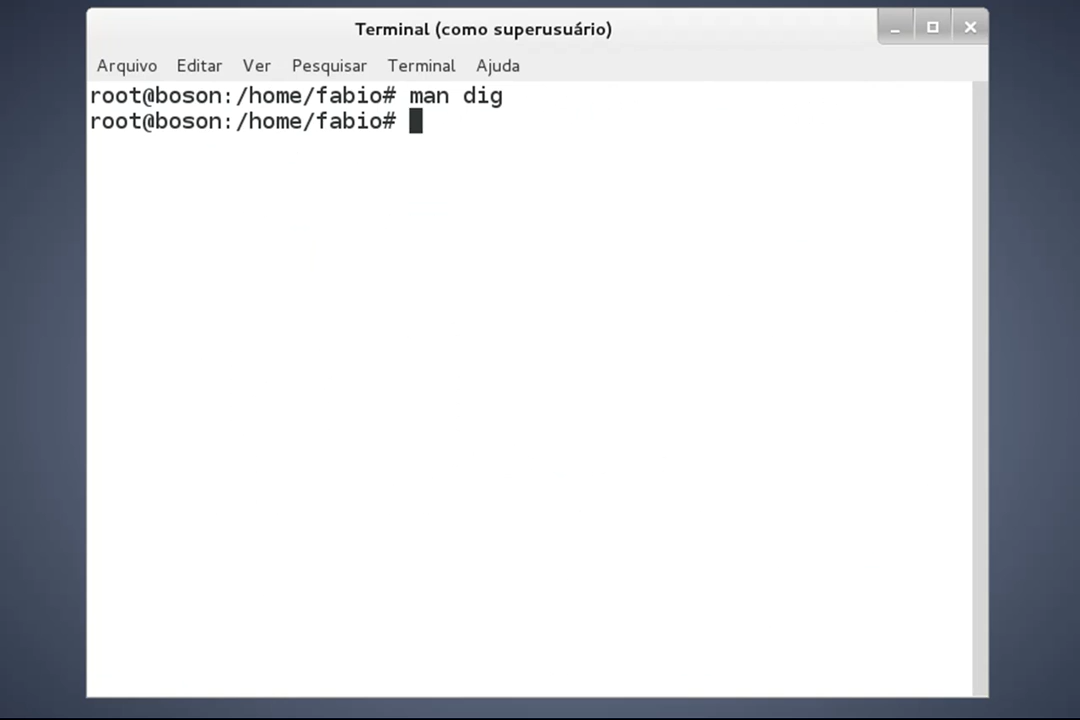 Terminal (como superusuário)
Arquivo Editar Ver Pesquisar Terminal Ajuda
root@boson:/home/fabio# man dig
root@boson:/home/fabio#